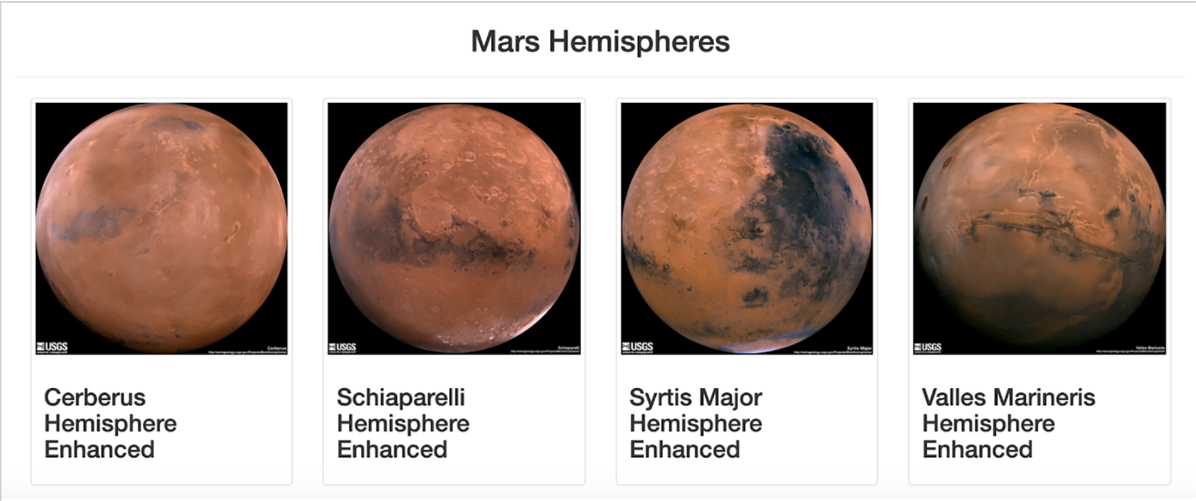 Mars Hemispheres
USGS
Cerberus
USGS
Schiaparelli
USGS
Syrtis Major
USGS
Valles Marineris
Cerberus
Hemisphere
Enhanced
Schiaparelli
Hemisphere
Enhanced
Syrtis Major
Hemisphere
Enhanced
Valles Marineris
Hemisphere
Enhanced